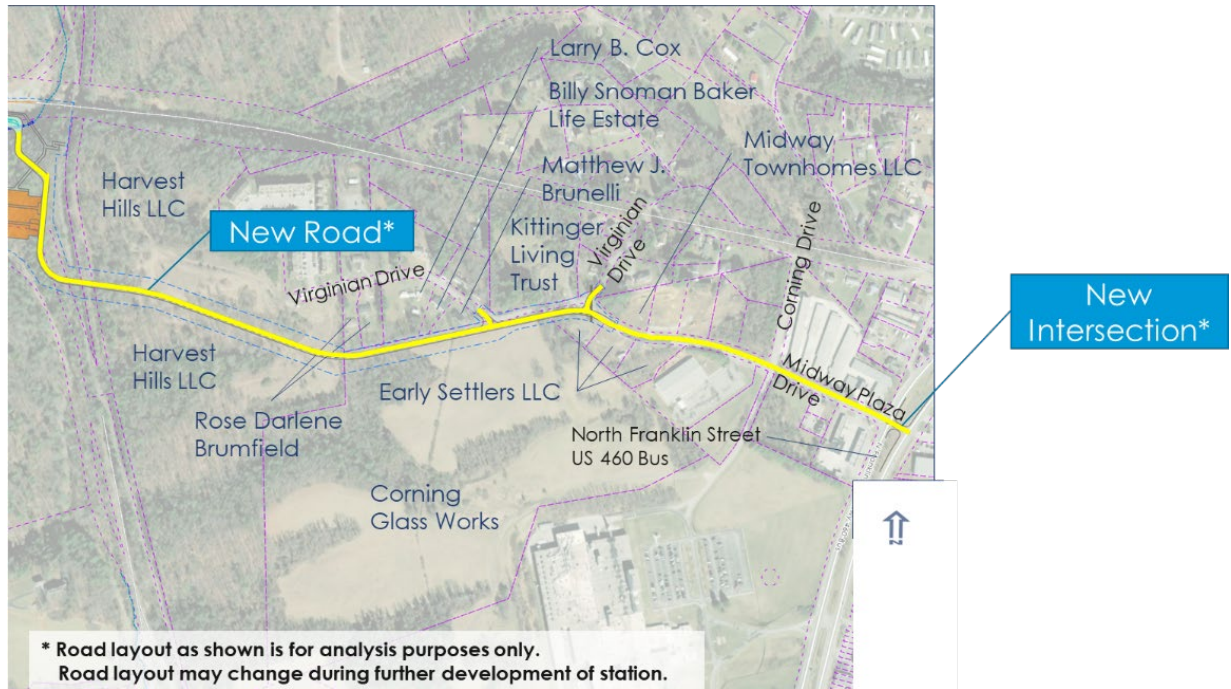 Larry B. Cox
Billy Snoman Baker
Life Estate
Midway
Townhomes LLC
Matthew J.
Brunelli
Harvest
Hills LLC
New Road*
Kittinger
Living
Trust
Virginian
Drive
Corning Drive
Virginian Drive
New
Intersection*
Harvest
Hills LLC
Early Settlers LLC
Midway Plaza
Drive
Rose Darlene
Brumfield
North Franklin Street
US 460 Bus
Corning
Glass Works
N
* Road layout as shown is for analysis purposes only.
Road layout may change during further development of station.